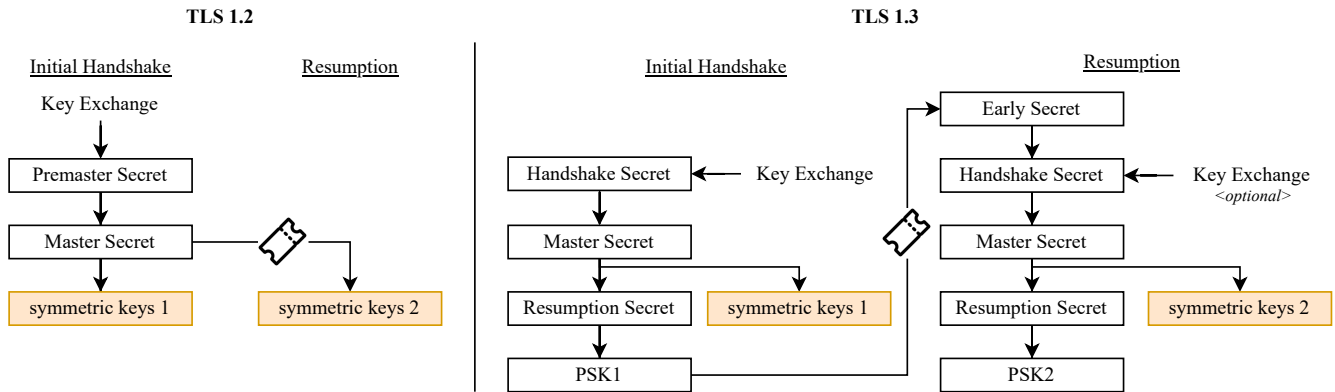 TLS 1.2
Initial Handshake
Resumption
Key Exchange
Premaster Secret
Master Secret
symmetric keys 1
symmetric keys 2
TLS 1.3
Initial Handshake
Resumption
Early Secret
Handshake Secret
Key Exchange
Handshake Secret
Key Exchange
<optional>
Master Secret
Master Secret
Resumption Secret
symmetric keys 1
Resumption Secret
symmetric keys 2
PSK1
PSK2